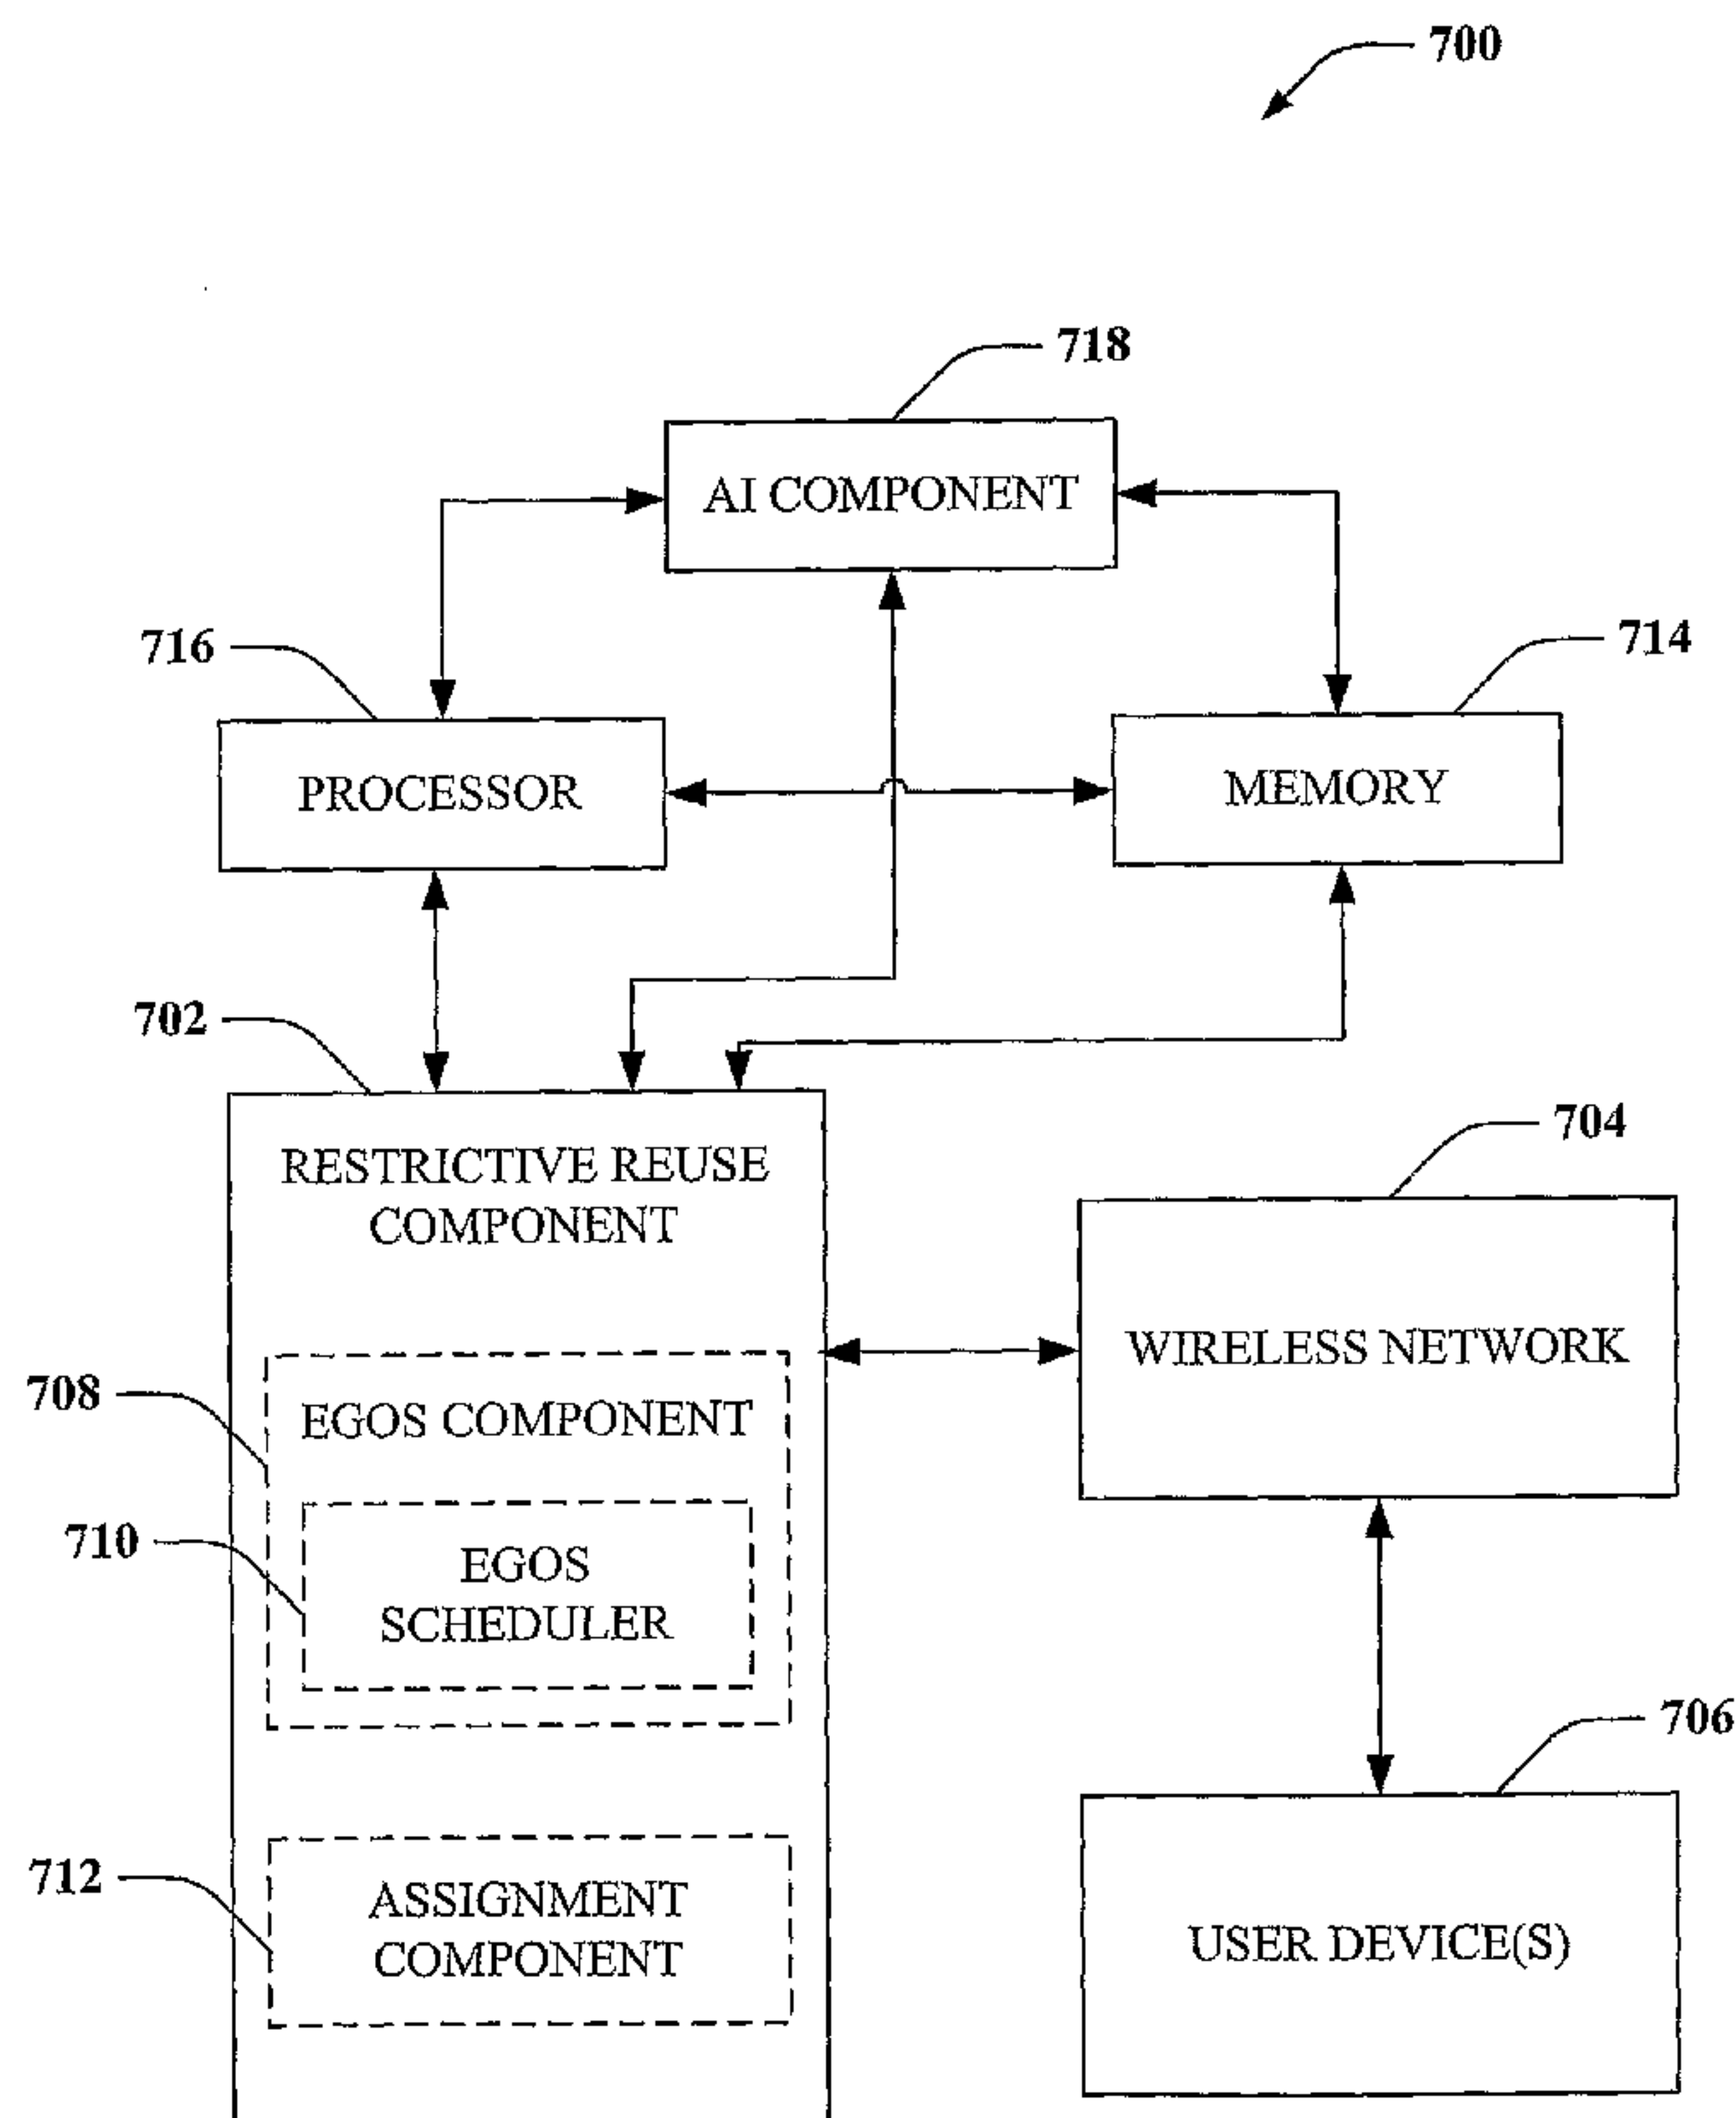 700
718
AI COMPONENT
716
714
PROCESSOR
MEMORY
702
704
RESTRICTIVE REUSE
COMPONENT
WIRELESS NETWORK
708
EGOS COMPONENT
710
EGOS
SCHEDULER
706
712
ASSIGNMENT
COMPONENT
USER DEVICE(S)